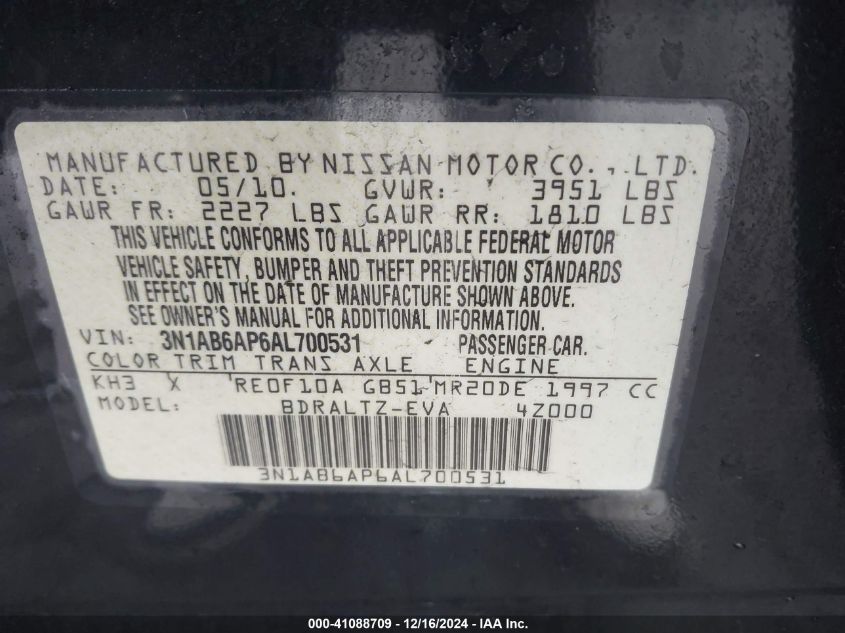 MANUFACTURED BY NISSAN MOTOR CO., LTD.
DATE: 05/10. GVWR: 3951 LBS
GAWR FR: 2227 LBS GAWR RR: 1810 LBS
THIS VEHICLE CONFORMS TO ALL APPLICABLE FEDERAL MOTOR
VEHICLE SAFETY, BUMPER AND THEFT PREVENTION STANDARDS
IN EFFECT ON THE DATE OF MANUFACTURE SHOWN ABOVE.
SEE OWNER'S MANUAL FOR ADDITIONAL INFORMATION.
VIN: 3N1AB6AP6AL700531 PASSENGER CAR.
COLOR TRIM TRANS AXLE ENGINE
KH3 X RE0F10A GB51 MR20DE 1997 CC
MODEL: BDRALTZ-EVA 4Z000
3N1AB6AP6AL700531
000-41088709 - 12/16/2024 - IAA Inc.